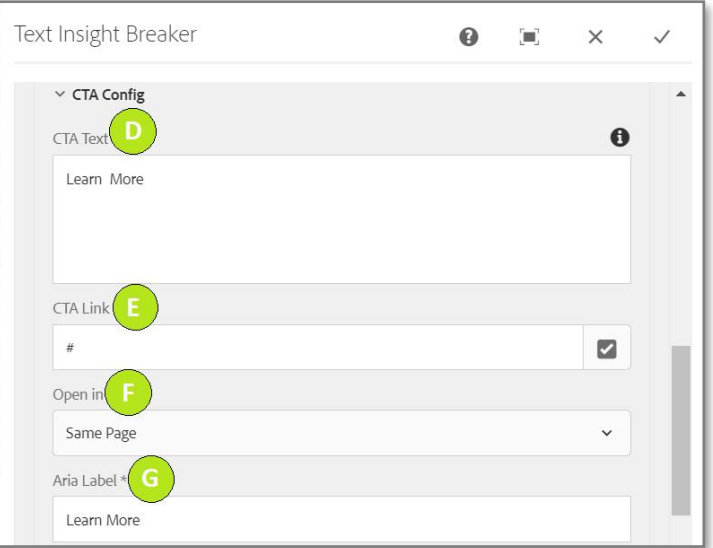 Text Insight Breaker
CTA Config
CTA Text D
Learn More
CTA Link E
#
Open in F
Same Page
Aria Label * G
Learn More